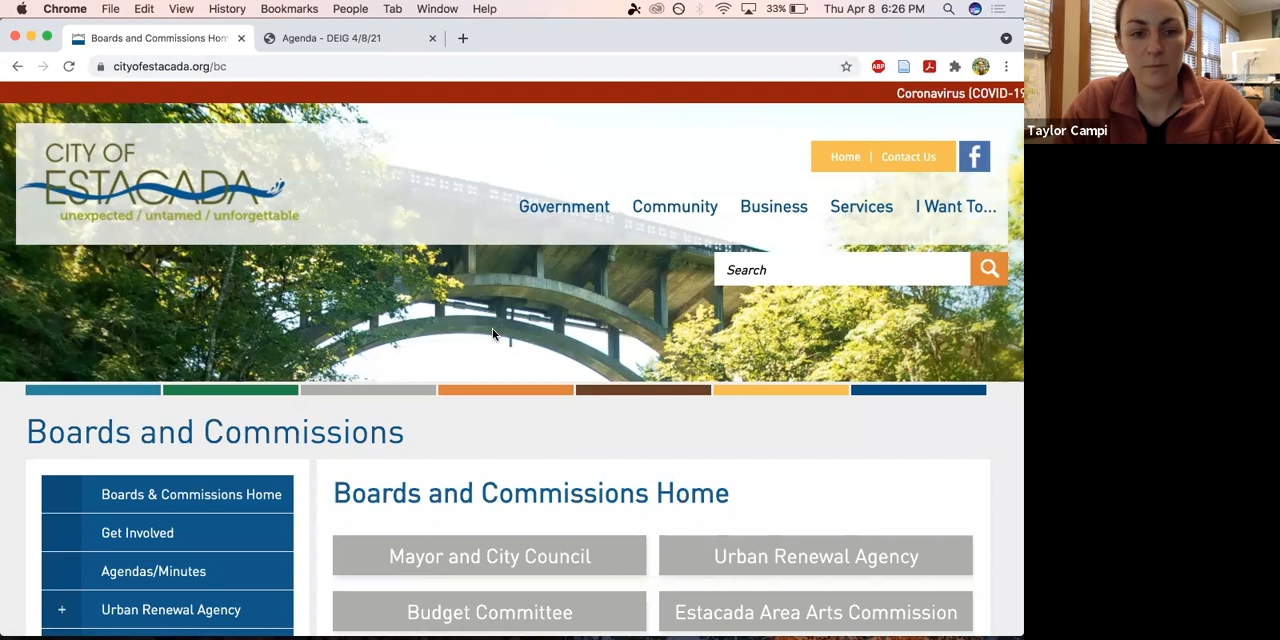 Chrome File Edit View History Bookmarks People Tab Window Help 33% Thu Apr 8 6:26 PM
Boards and Commissions Hom Agenda - DEIG 4/8/21
cityofestacada.org/bc ABP
Coronavirus (COVID-19
CITY OF
ESTACADA
unexpected / untamed / unforgettable
Home | Contact Us f
Government Community Business Services I Want To...
Search
Boards and Commissions
Boards & Commissions Home
Get Involved
Agendas/Minutes
+ Urban Renewal Agency
Boards and Commissions Home
Mayor and City Council Urban Renewal Agency
Budget Committee Estacada Area Arts Commission
Taylor Campi